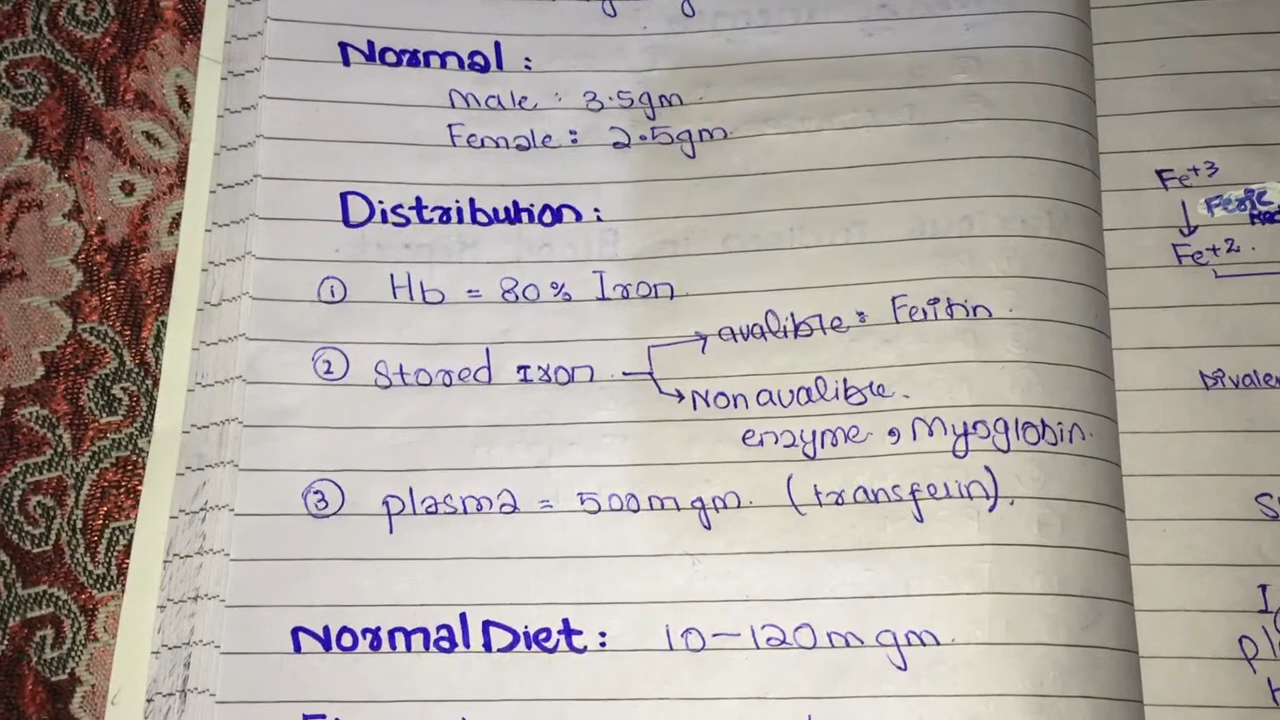 Normal :
Male : 3.5gm.
Female : 2.5gm.
Distribution :
① Hb = 80% Iron
avalible : Feritin .
② Stored Iron
Non avalible.
enzyme , Myoglobin.
③ plasma = 500mgm. (transferin).
Normal Diet : 10-120mgm.
Fe+3
Fe+2.